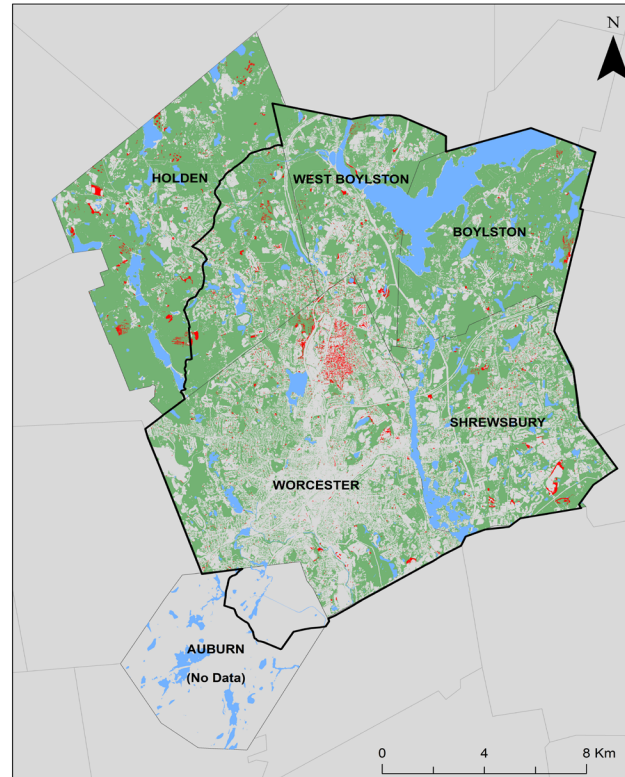 N
HOLDEN
WEST BOYLSTON
BOYLSTON
SHREWSBURY
WORCESTER
AUBURN
(No Data)
0 4 8 Km